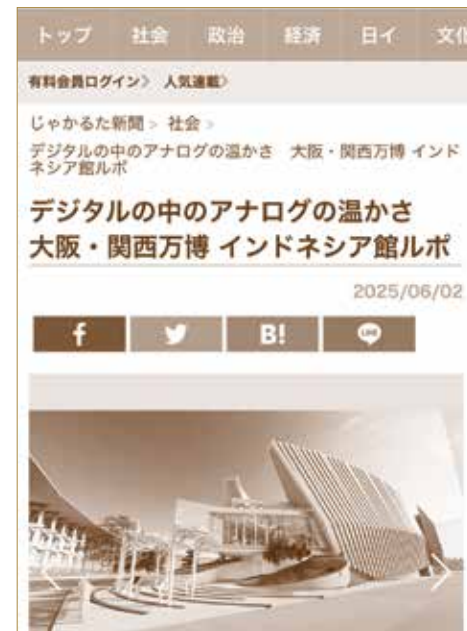 トップ 社会 政治 経済 日イ 文化
有料会員ログイン〉 人気連載〉
じゃかるた新聞 > 社会 >
デジタルの中のアナログの温かさ 大阪・関西万博 インド
ネシア館ルポ
デジタルの中のアナログの温かさ
大阪・関西万博 インドネシア館ルポ
2025/06/02
f B! LINE